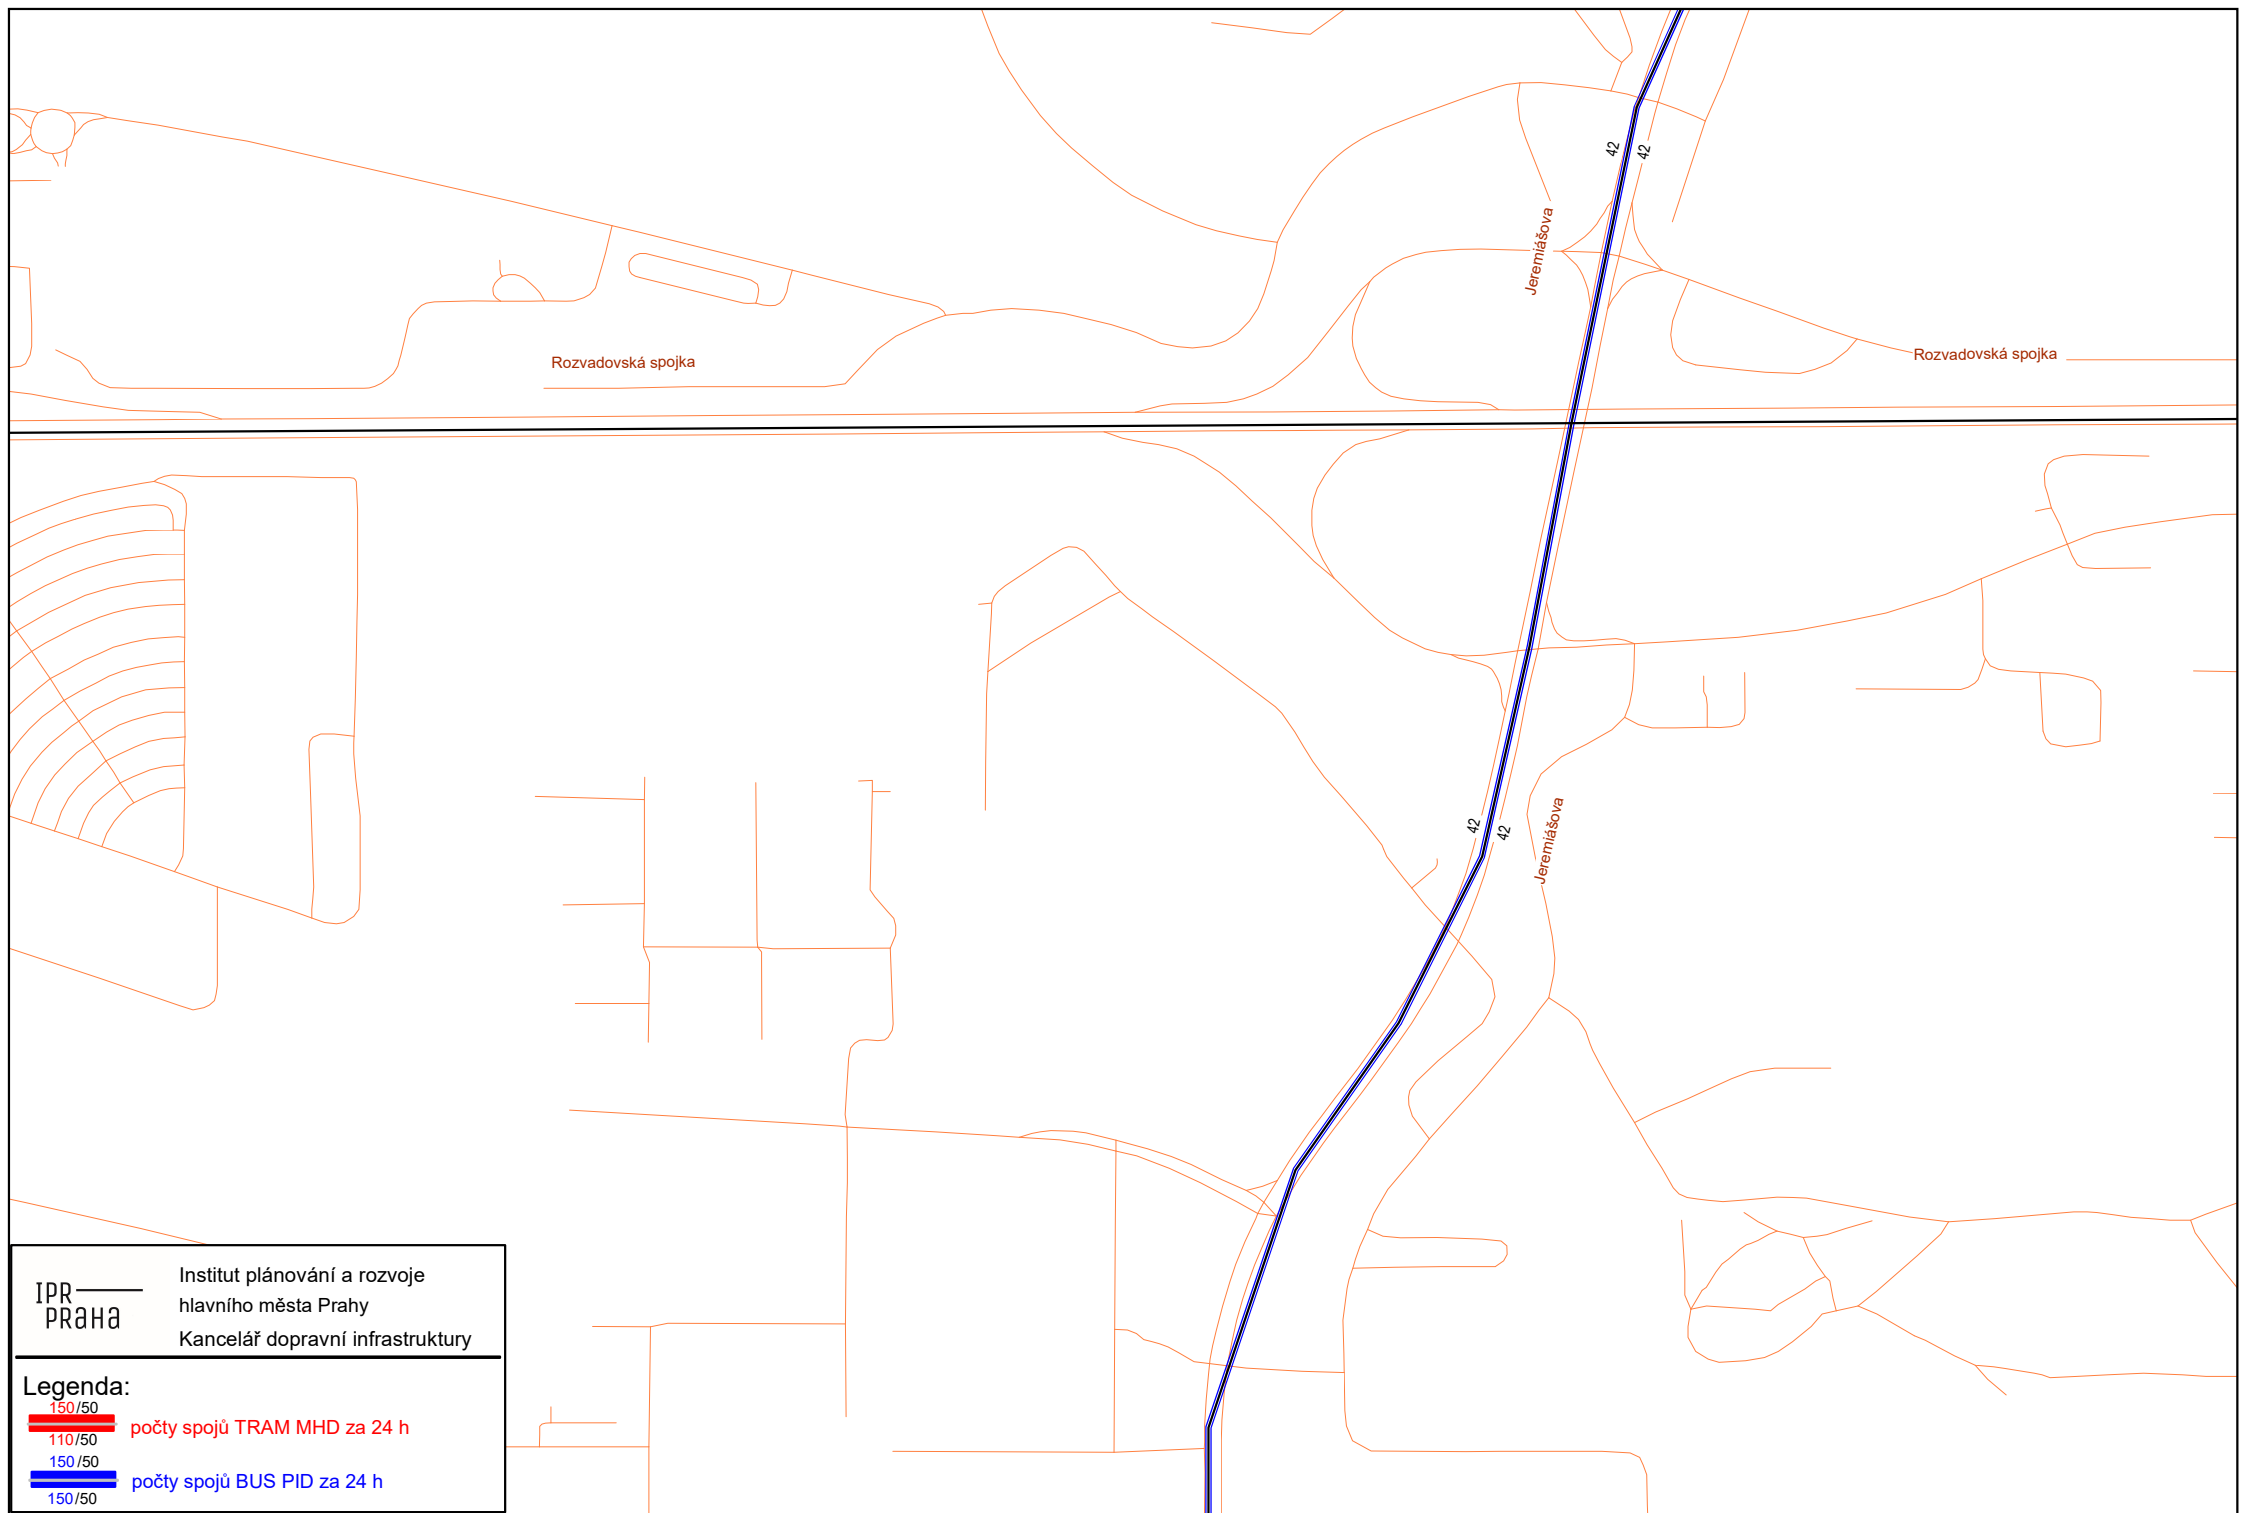 42
42
Jeremiášova
Rozvadovská spojka
Rozvadovská spojka
42
42
Jeremiášova
IPR
PRAHA
Institut plánování a rozvoje
hlavního města Prahy
Kancelář dopravní infrastruktury
Legenda:
150/50
počty spojů TRAM MHD za 24 h
110/50
150/50
počty spojů BUS PID za 24 h
150/50